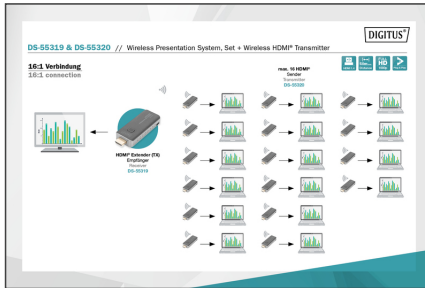 DIGITUS®
DS-55319 & DS-55320 // Wireless Presentation System, Set + Wireless HDMI® Transmitter
16:1 Verbindung
16:1 connection
max. 16 HDMI®
Sender
Transmitter
DS-55320
HD
HDMI® Extender (TX)
Empfänger
Receiver
DS-55319